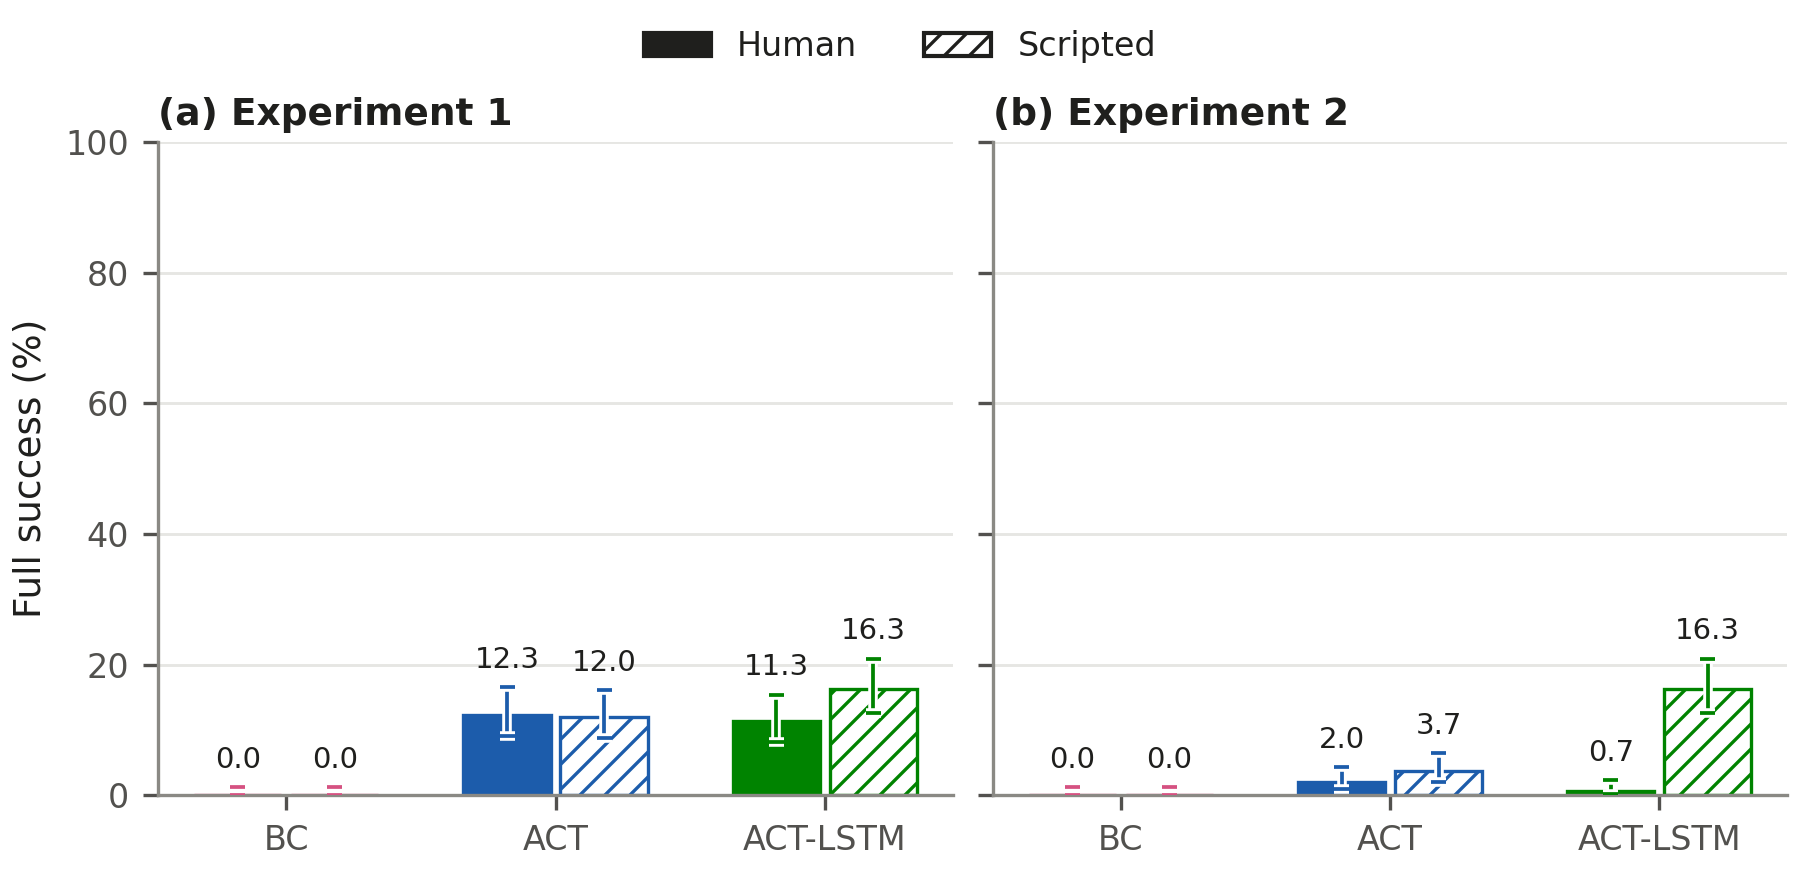 Human Scripted
(a) Experiment 1 (b) Experiment 2
Full success (%)
100
80
60
40
20
0
0.0 0.0 12.3 12.0 11.3 16.3
0.0 0.0 2.0 3.7 0.7 16.3
BC ACT ACT-LSTM BC ACT ACT-LSTM